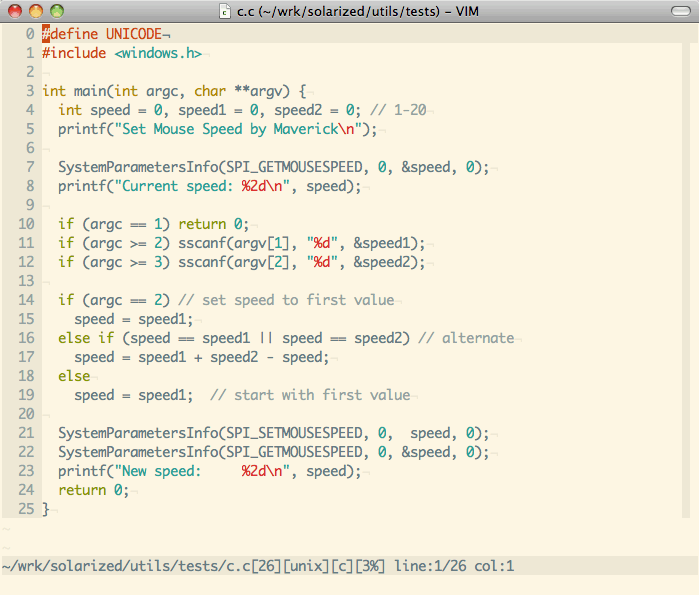 c.c (~/wrk/solarized/utils/tests) – VIM
0 #define UNICODE¬
1 #include <windows.h>¬
2 ¬
3 int main(int argc, char **argv) {¬
4   int speed = 0, speed1 = 0, speed2 = 0; // 1-20¬
5   printf("Set Mouse Speed by Maverick\n");¬
6 ¬
7   SystemParametersInfo(SPI_GETMOUSESPEED, 0, &speed, 0);¬
8   printf("Current speed: %2d\n", speed);¬
9 ¬
10   if (argc == 1) return 0;¬
11   if (argc >= 2) sscanf(argv[1], "%d", &speed1);¬
12   if (argc >= 3) sscanf(argv[2], "%d", &speed2);¬
13 ¬
14   if (argc == 2) // set speed to first value¬
15     speed = speed1;¬
16   else if (speed == speed1 || speed == speed2) // alternate¬
17     speed = speed1 + speed2 - speed;¬
18   else¬
19     speed = speed1;  // start with first value¬
20 ¬
21   SystemParametersInfo(SPI_SETMOUSESPEED, 0,  speed, 0);¬
22   SystemParametersInfo(SPI_GETMOUSESPEED, 0, &speed, 0);¬
23   printf("New speed:     %2d\n", speed);¬
24   return 0;¬
25 }¬
~/wrk/solarized/utils/tests/c.c[26][unix][c][3%] line:1/26 col:1